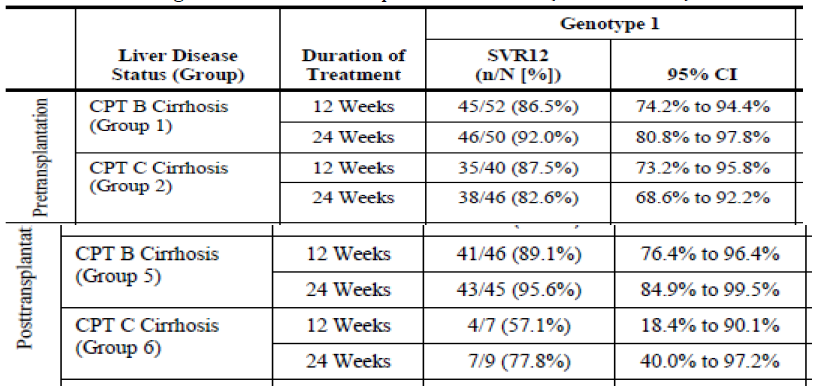 Genotype 1
Liver Disease Status (Group) Duration of Treatment SVR12 (n/N [%]) 95% CI
Pretransplantation
CPT B Cirrhosis (Group 1) 12 Weeks 45/52 (86.5%) 74.2% to 94.4%
24 Weeks 46/50 (92.0%) 80.8% to 97.8%
CPT C Cirrhosis (Group 2) 12 Weeks 35/40 (87.5%) 73.2% to 95.8%
24 Weeks 38/46 (82.6%) 68.6% to 92.2%
Posttransplantat
CPT B Cirrhosis (Group 5) 12 Weeks 41/46 (89.1%) 76.4% to 96.4%
24 Weeks 43/45 (95.6%) 84.9% to 99.5%
CPT C Cirrhosis (Group 6) 12 Weeks 4/7 (57.1%) 18.4% to 90.1%
24 Weeks 7/9 (77.8%) 40.0% to 97.2%